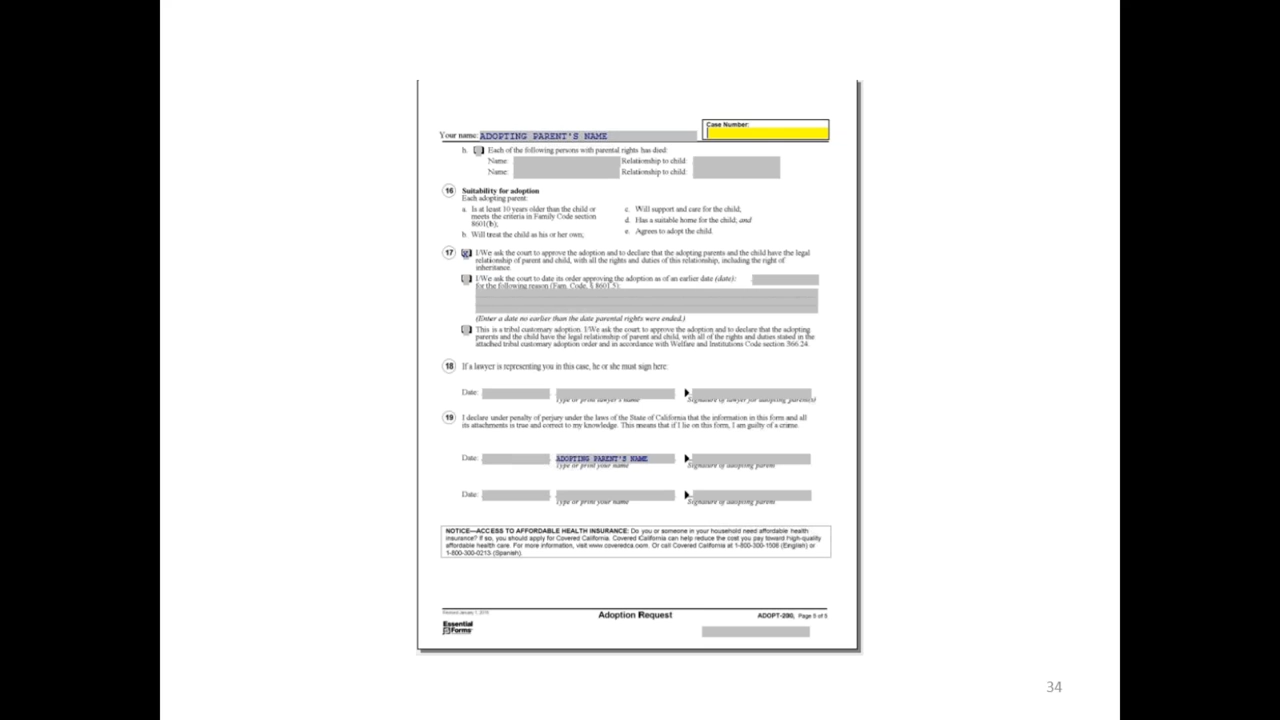 Your name: ADOPTING PARENT'S NAME
Case Number:
b. Each of the following persons with parental rights has died:
Name: Relationship to child:
Name: Relationship to child:
16 Suitability for adoption
Each adopting parent:
a. Is at least 10 years older than the child or
meets the criteria in Family Code section
8601(b);
b. Will treat the child as his or her own;
c. Will support and care for the child;
d. Has a suitable home for the child; and
e. Agrees to adopt the child.
17 I/We ask the court to approve the adoption and to declare that the adopting parents and the child have the legal
relationship of parent and child, with all the rights and duties of this relationship, including the right of
inheritance.
I/We ask the court to date its order approving the adoption as of an earlier date (date):
for the following reason (Fam. Code, § 8601.5):
(Enter a date no earlier than the date parental rights were ended.)
This is a tribal customary adoption. I/We ask the court to approve the adoption and to declare that the adopting
parents and the child have the legal relationship of parent and child, with all of the rights and duties stated in the
attached tribal customary adoption order and in accordance with Welfare and Institutions Code section 366.24.
18 If a lawyer is representing you in this case, he or she must sign here:
Date:
Type or print lawyer's name Signature of lawyer for adopting parent(s)
19 I declare under penalty of perjury under the laws of the State of California that the information in this form and all
its attachments is true and correct to my knowledge. This means that if I lie on this form, I am guilty of a crime.
Date: ADOPTING PARENT'S NAME
Type or print your name Signature of adopting parent
Date:
Type or print your name Signature of adopting parent
NOTICE—ACCESS TO AFFORDABLE HEALTH INSURANCE: Do you or someone in your household need affordable health
insurance? If so, you should apply for Covered California. Covered California can help reduce the cost you pay toward high-quality
affordable health care. For more information, visit www.coveredca.com. Or call Covered California at 1-800-300-1506 (English) or
1-800-300-0213 (Spanish).
Revised January 1,
Adoption Request
ADOPT-200, Page 5 of 5
Essential
Forms
34